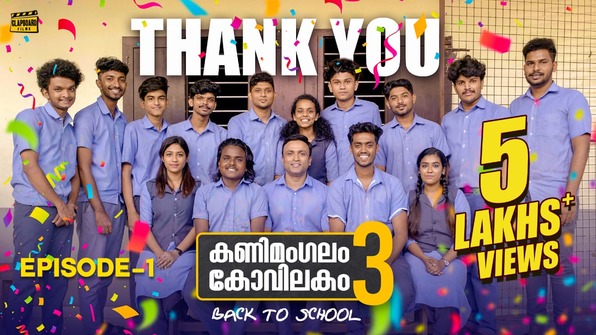 CLAPBOARD
FILMS
THANK YOU
5
LAKHS+
VIEWS
EPISODE-1
കണിമംഗലം
കോവിലകം
3
BACK TO SCHOOL